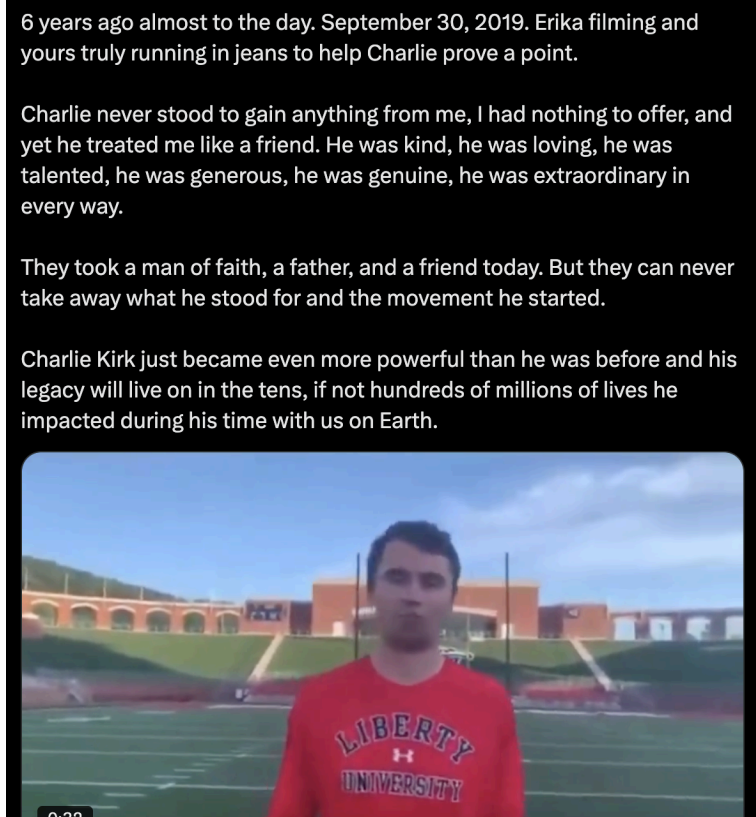 6 years ago almost to the day. September 30, 2019. Erika filming and
yours truly running in jeans to help Charlie prove a point.
Charlie never stood to gain anything from me, I had nothing to offer, and
yet he treated me like a friend. He was kind, he was loving, he was
talented, he was generous, he was genuine, he was extraordinary in
every way.
They took a man of faith, a father, and a friend today. But they can never
take away what he stood for and the movement he started.
Charlie Kirk just became even more powerful than he was before and his
legacy will live on in the tens, if not hundreds of millions of lives he
impacted during his time with us on Earth.
LIBERTY
UNIVERSITY